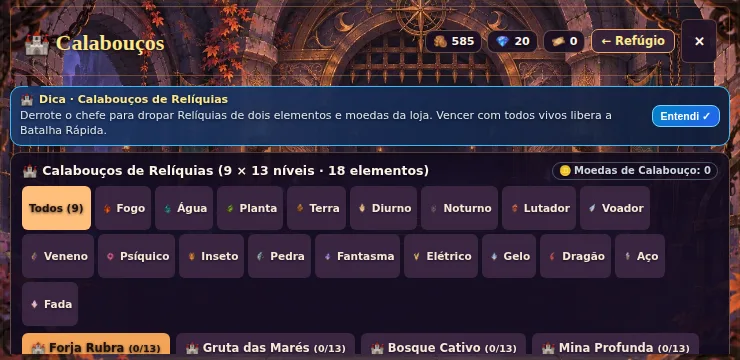 Calabouços
585
20
0
← Refúgio
×
Dica · Calabouços de Relíquias
Derrote o chefe para dropar Relíquias de dois elementos e moedas da loja. Vencer com todos vivos libera a
Batalha Rápida.
Entendi ✓
Calabouços de Relíquias (9 × 13 níveis · 18 elementos)
Moedas de Calabouço: 0
Todos (9)
Fogo
Água
Planta
Terra
Diurno
Noturno
Lutador
Voador
Veneno
Psíquico
Inseto
Pedra
Fantasma
Elétrico
Gelo
Dragão
Aço
Fada
Forja Rubra (0/13)
Gruta das Marés (0/13)
Bosque Cativo (0/13)
Mina Profunda (0/13)